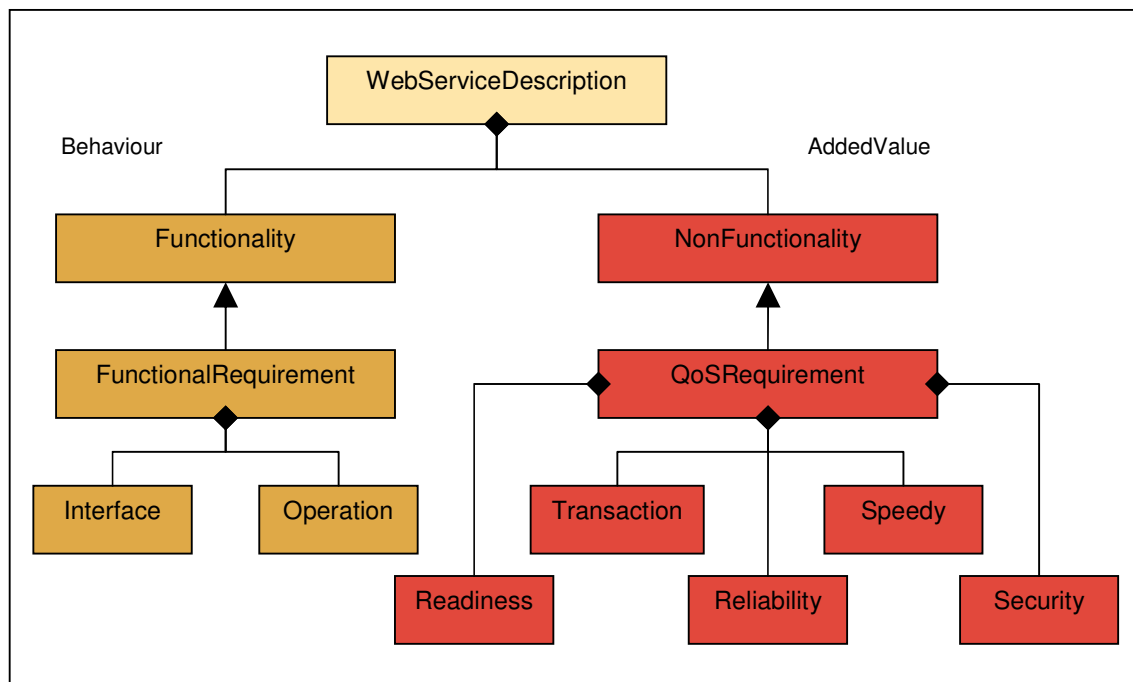 WebServiceDescription
Behaviour
AddedValue
Functionality
NonFunctionality
FunctionalRequirement
QoSRequirement
Interface
Operation
Transaction
Speedy
Readiness
Reliability
Security